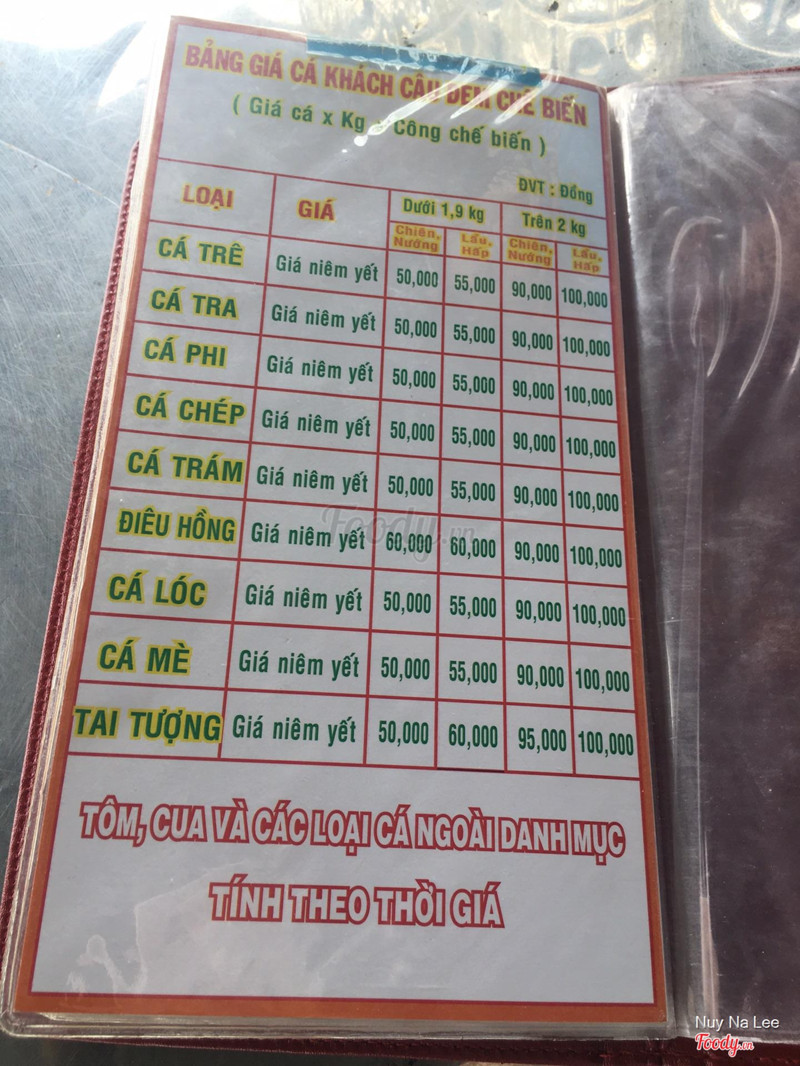 BẢNG GIÁ CÁ KHÁCH CÂU ĐEM CHẾ BIẾN
( Giá cá x Kg + Công chế biến )
ĐVT : Đồng
LOẠI GIÁ Dưới 1,9 kg Trên 2 kg
Chiên, Nướng Lẩu, Hấp Chiên, Nướng Lẩu, Hấp
CÁ TRÊ Giá niêm yết 50,000 55,000 90,000 100,000
CÁ TRA Giá niêm yết 50,000 55,000 90,000 100,000
CÁ PHI Giá niêm yết 50,000 55,000 90,000 100,000
CÁ CHÉP Giá niêm yết 50,000 55,000 90,000 100,000
CÁ TRÁM Giá niêm yết 50,000 55,000 90,000 100,000
ĐIÊU HỒNG Giá niêm yết 60,000 60,000 90,000 100,000
CÁ LÓC Giá niêm yết 50,000 55,000 90,000 100,000
CÁ MÈ Giá niêm yết 50,000 55,000 90,000 100,000
TAI TƯỢNG Giá niêm yết 50,000 60,000 95,000 100,000
TÔM, CUA VÀ CÁC LOẠI CÁ NGOÀI DANH MỤC
TÍNH THEO THỜI GIÁ
Foody.vn
Nuy Na Lee
Foody.vn